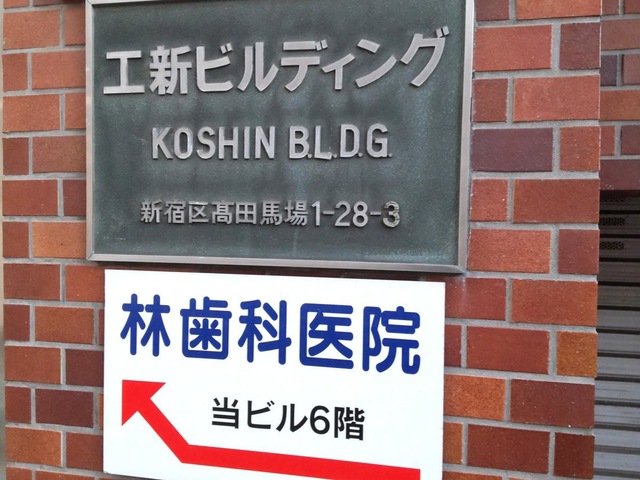 工新ビルディング
KOSHIN B.L.D.G.
新宿区髙田馬場1-28-3
林歯科医院
当ビル6階